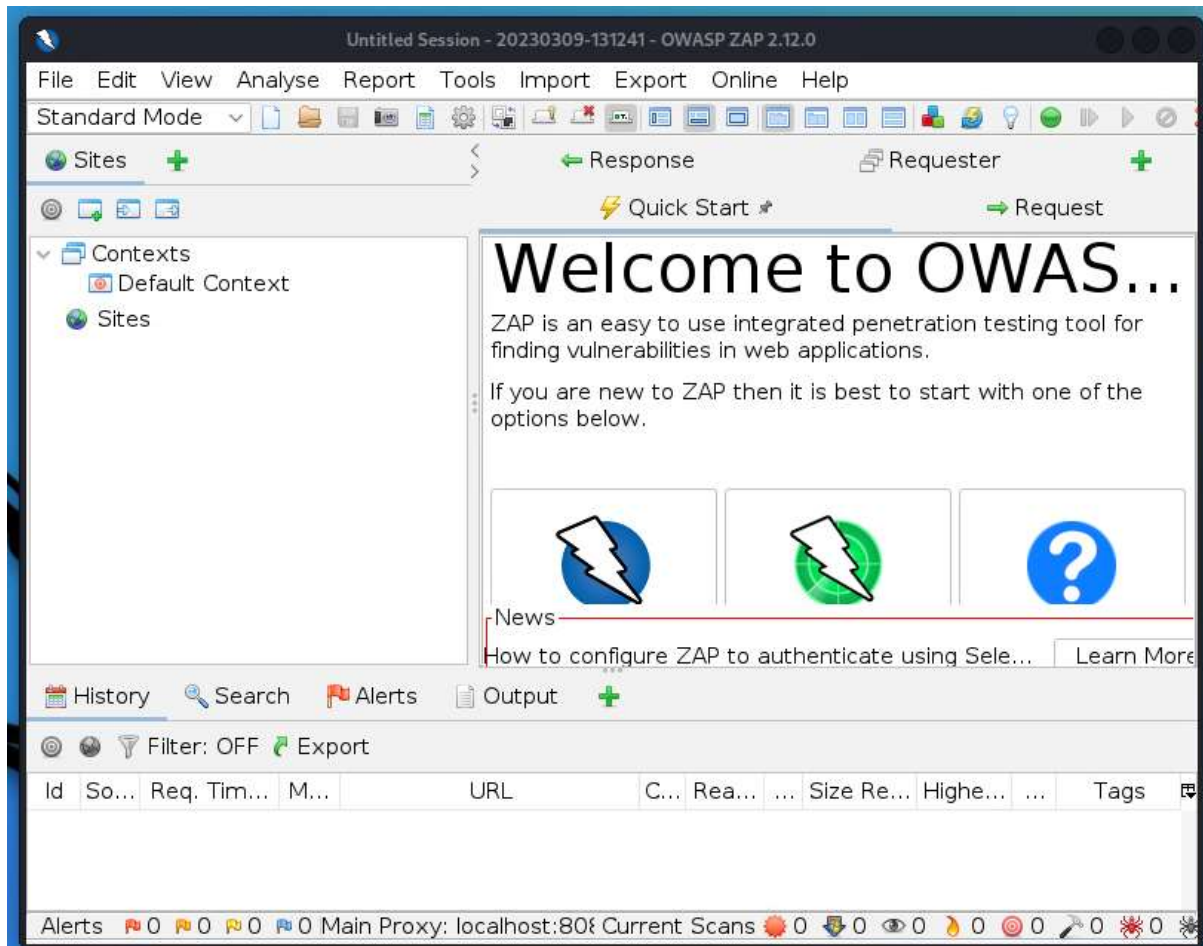 Untitled Session - 20230309-131241 - OWASP ZAP 2.12.0
File Edit View Analyse Report Tools Import Export Online Help
Standard Mode
Sites
Response Requester
Quick Start Request
Contexts
Default Context
Sites
Welcome to OWAS...
ZAP is an easy to use integrated penetration testing tool for
finding vulnerabilities in web applications.
If you are new to ZAP then it is best to start with one of the
options below.
?
News
How to configure ZAP to authenticate using Sele... Learn More
History Search Alerts Output
Filter: OFF Export
Id So... Req. Tim... M... URL C... Rea... ... Size Re... Highe... ... Tags
Alerts 0 0 0 0 Main Proxy: localhost:808 Current Scans 0 0 0 0 0 0 0